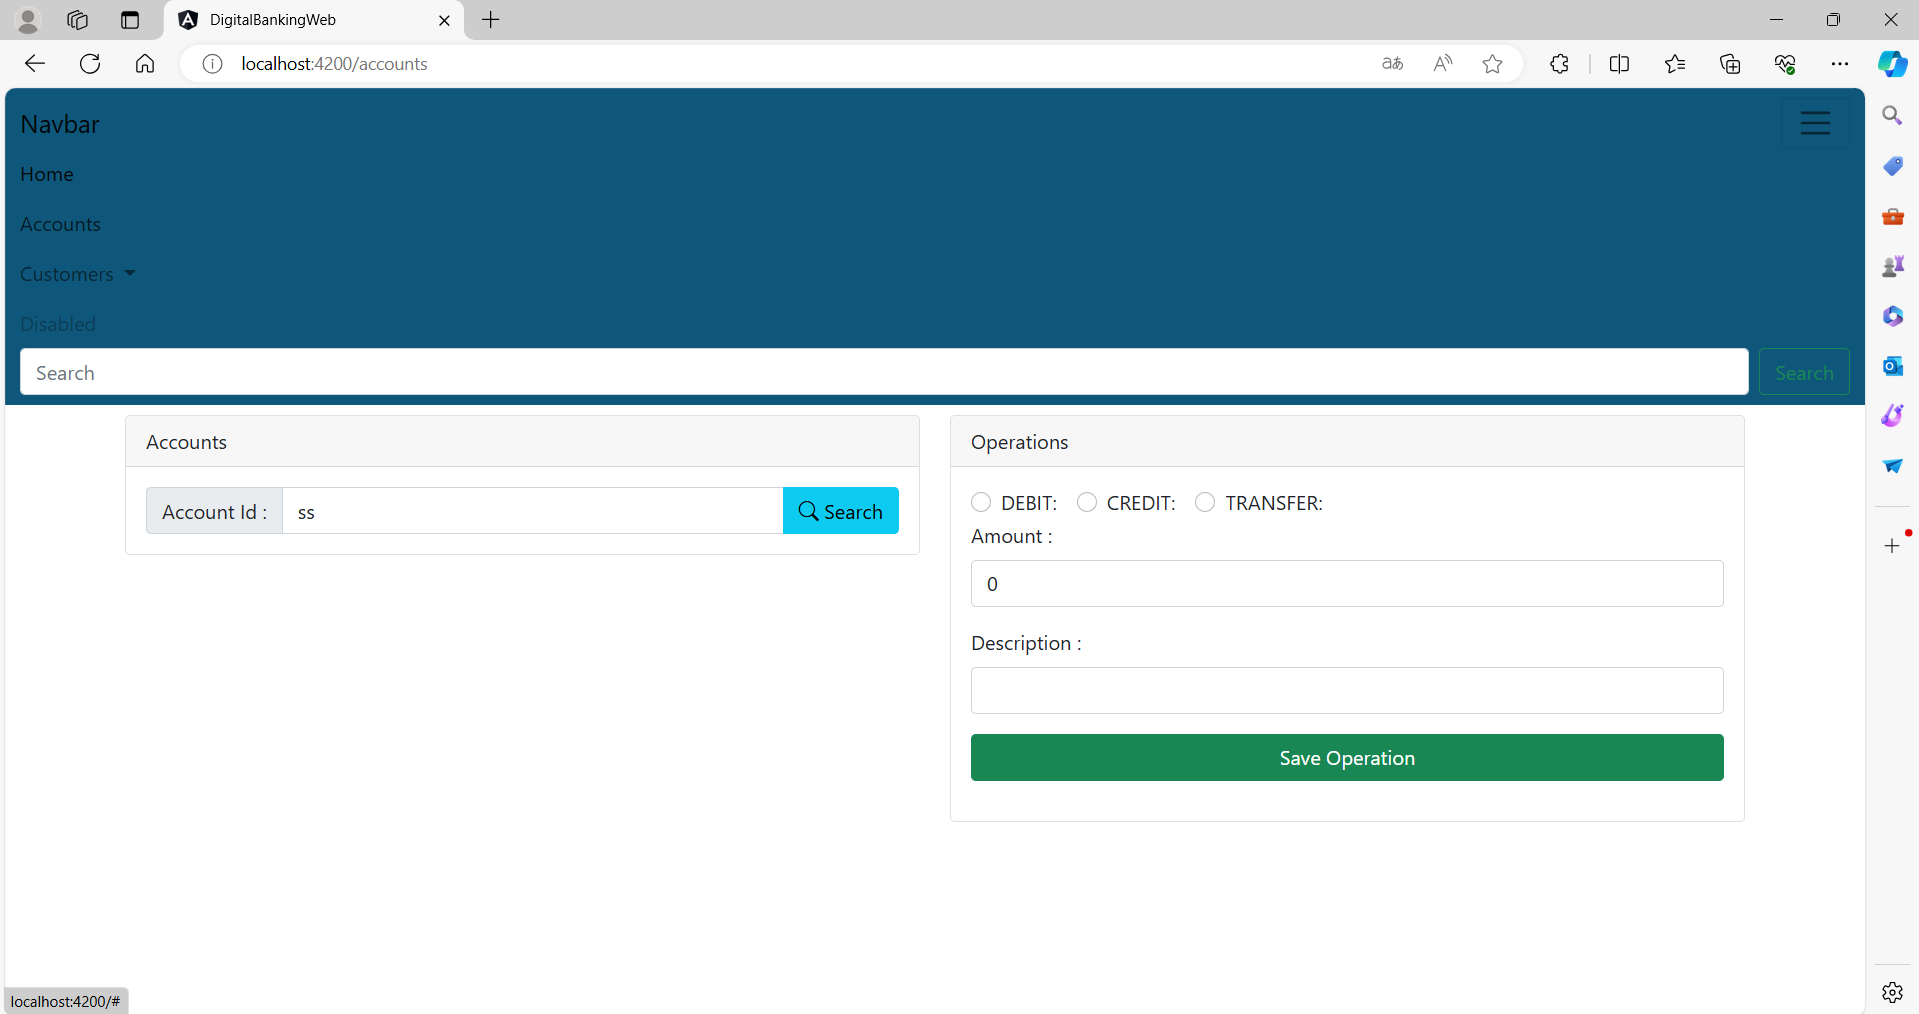 DigitalBankingWeb
localhost:4200/accounts
Navbar
Home
Accounts
Customers
Disabled
Search Search
Accounts
Account Id : ss Search
Operations
DEBIT: CREDIT: TRANSFER:
Amount :
0
Description :
Save Operation
localhost:4200/#